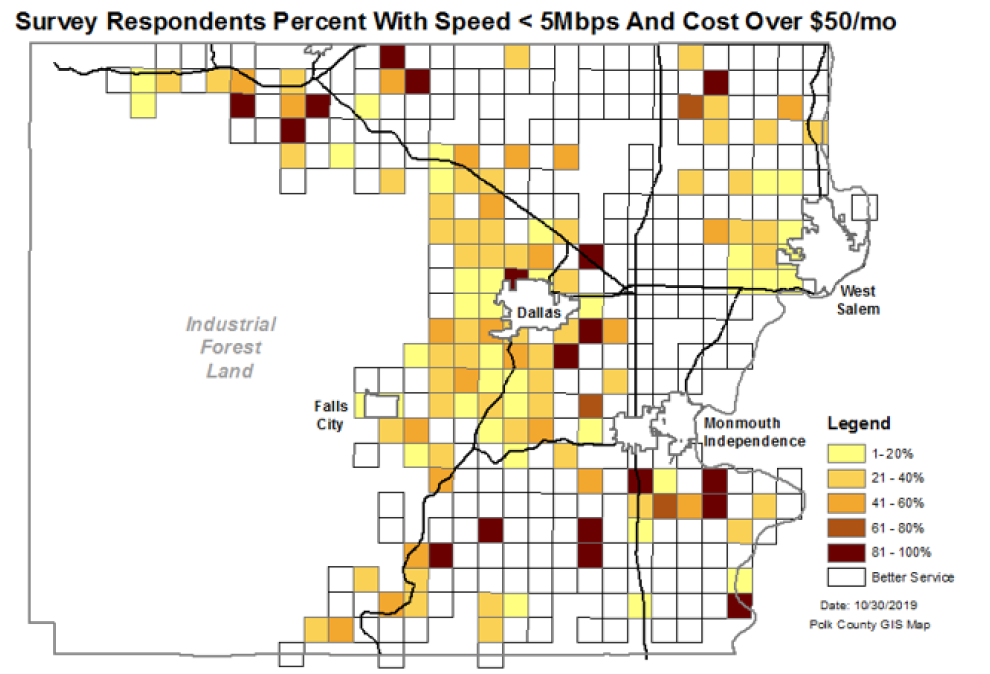 Survey Respondents Percent With Speed < 5Mbps And Cost Over $50/mo
West
Salem
Dallas
Industrial
Forest
Land
Falls
City
Monmouth
Independence
Legend
1- 20%
21 - 40%
41 - 60%
61 - 80%
81 - 100%
Better Service
Date: 10/30/2019
Polk County GIS Map